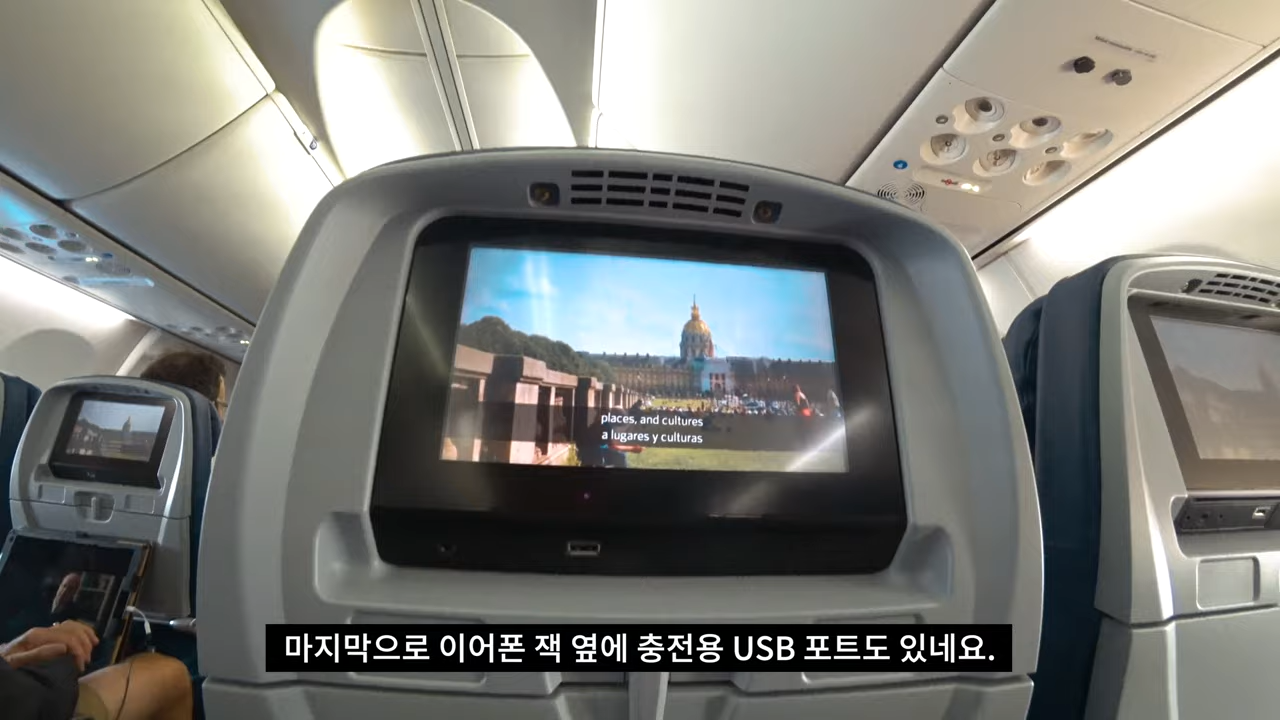 places, and cultures
a lugares y culturas
마지막으로 이어폰 잭 옆에 충전용 USB 포트도 있네요.